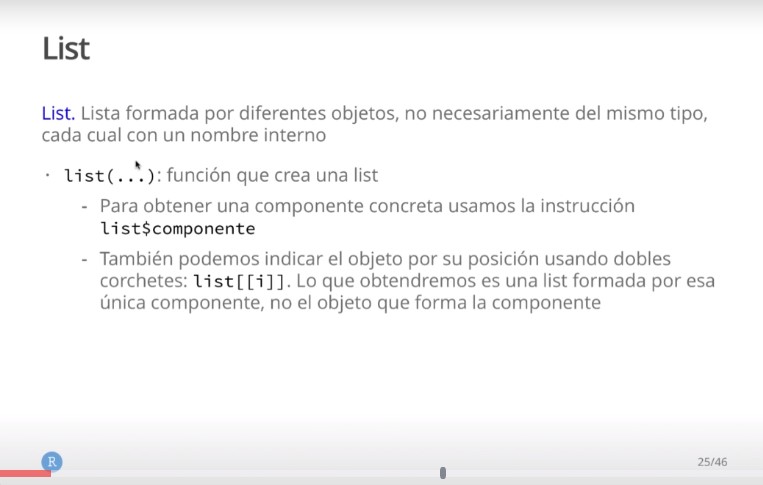 List
List. Lista formada por diferentes objetos, no necesariamente del mismo tipo,
cada cual con un nombre interno
· list(...): función que crea una list
- Para obtener una componente concreta usamos la instrucción
list$componente
- También podemos indicar el objeto por su posición usando dobles
corchetes: list[[i]]. Lo que obtendremos es una list formada por esa
única componente, no el objeto que forma la componente
R
25/46